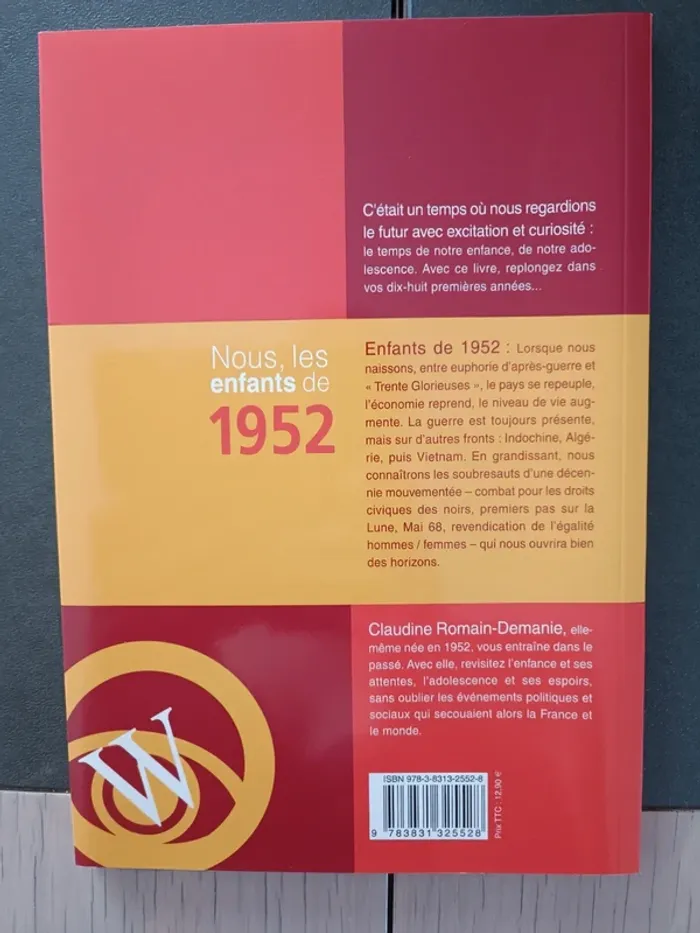 C'était un temps où nous regardions
le futur avec excitation et curiosité :
le temps de notre enfance, de notre ado-
lescence. Avec ce livre, replongez dans
vos dix-huit premières années...
Nous, les
enfants de
1952
Enfants de 1952 : Lorsque nous
naissons, entre euphorie d'après-guerre et
« Trente Glorieuses », le pays se repeuple,
l'économie reprend, le niveau de vie aug-
mente. La guerre est toujours présente,
mais sur d'autres fronts : Indochine, Algé-
rie, puis Vietnam. En grandissant, nous
connaîtrons les soubresauts d'une décen-
nie mouvementée – combat pour les droits
civiques des noirs, premiers pas sur la
Lune, Mai 68, revendication de l'égalité
hommes / femmes – qui nous ouvrira bien
des horizons.
Claudine Romain-Demanie, elle-
même née en 1952, vous entraîne dans le
passé. Avec elle, revisitez l'enfance et ses
attentes, l'adolescence et ses espoirs,
sans oublier les événements politiques et
sociaux qui secouaient alors la France et
le monde.
W
ISBN 978-3-8313-2552-8
9 783831 325528
Prix TTC : 12,90 €